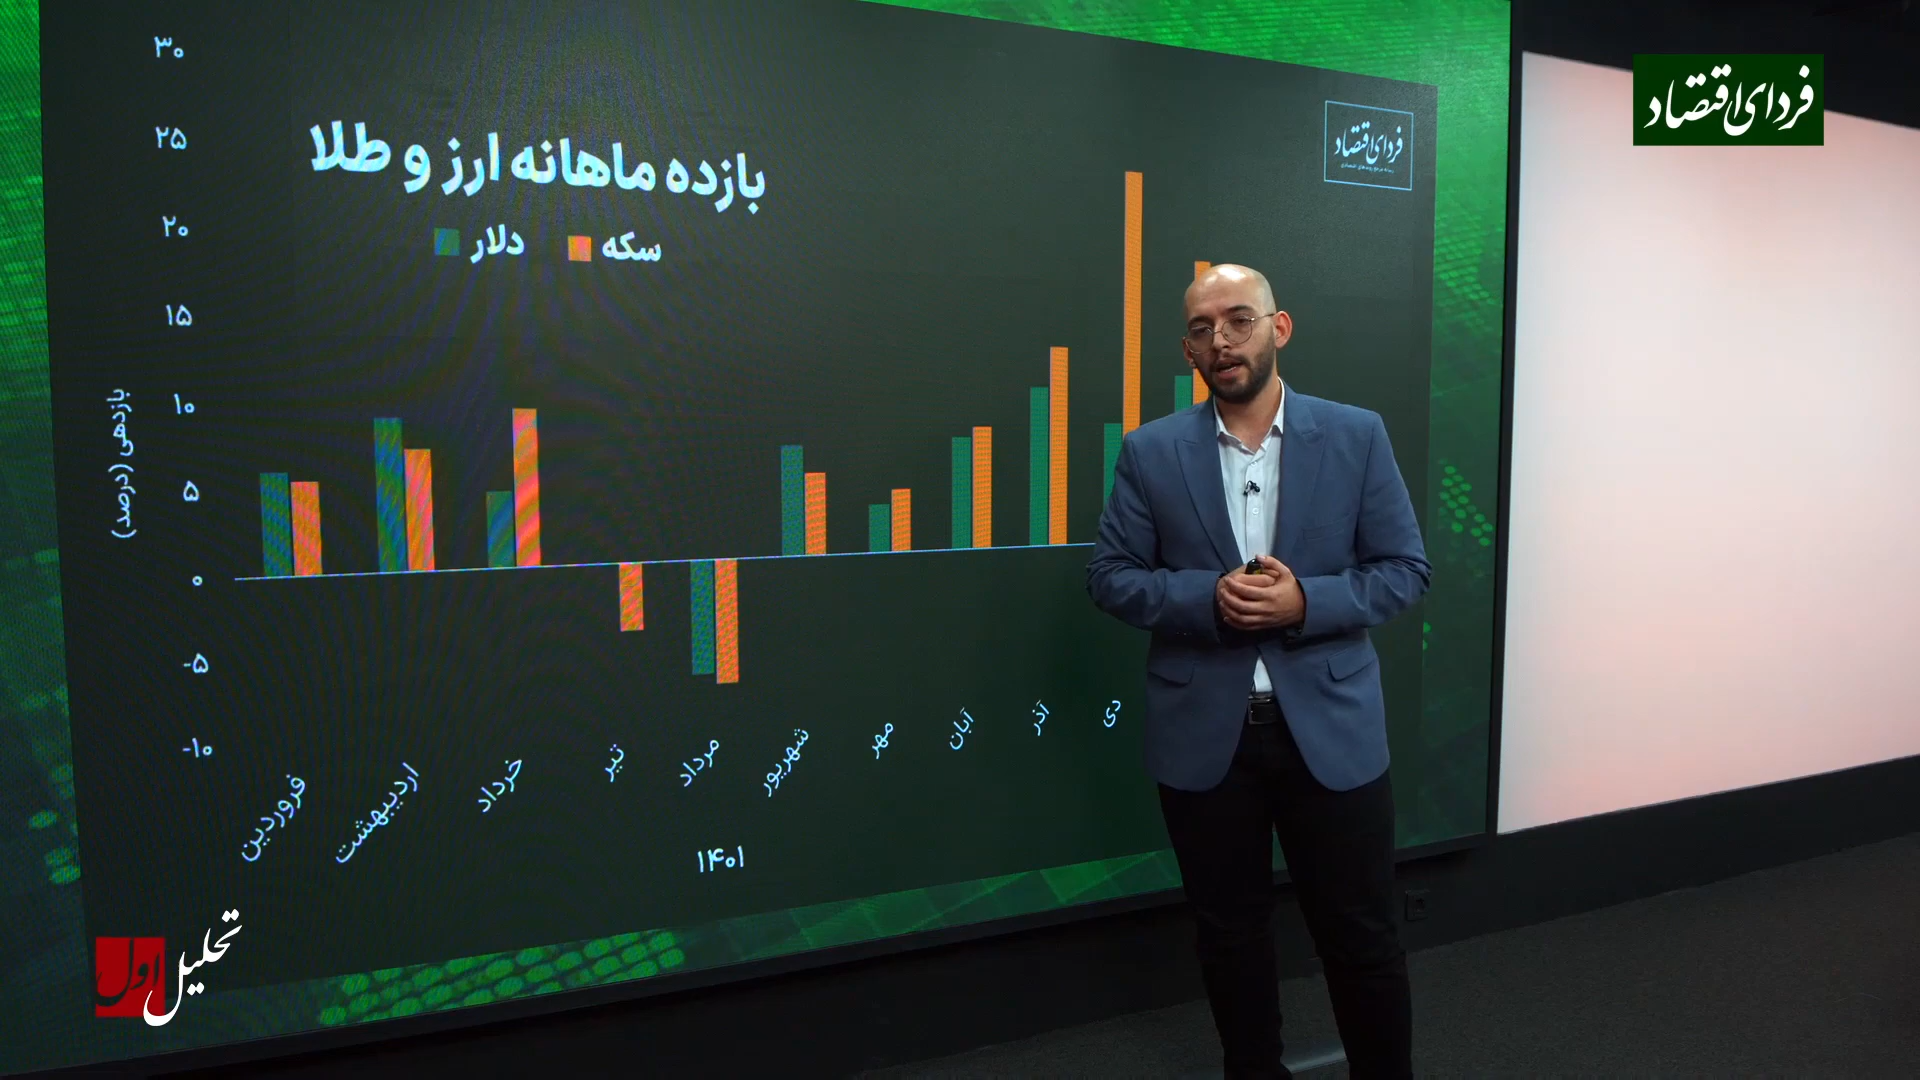 فردای اقتصاد
فردای اقتصاد
بازده ماهانه ارز و طلا
دلار
سکه
بازدهی (درصد)
۳۰
۲۵
۲۰
۱۵
۱۰
۵
۰
-۵
-۱۰
فروردین
اردیبهشت
خرداد
تیر
مرداد
شهریور
مهر
آبان
آذر
دی
۱۴۰۱
تحلیل اول